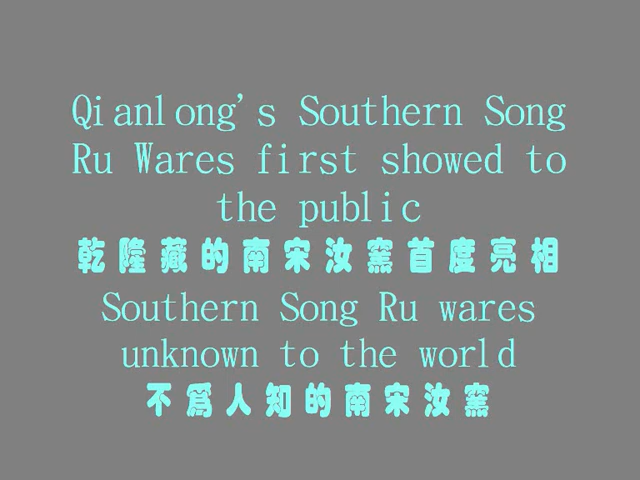 Qianlong's Southern Song
Ru Wares first showed to
the public
乾隆藏的南宋汝窯首度亮相
Southern Song Ru wares
unknown to the world
不為人知的南宋汝窯